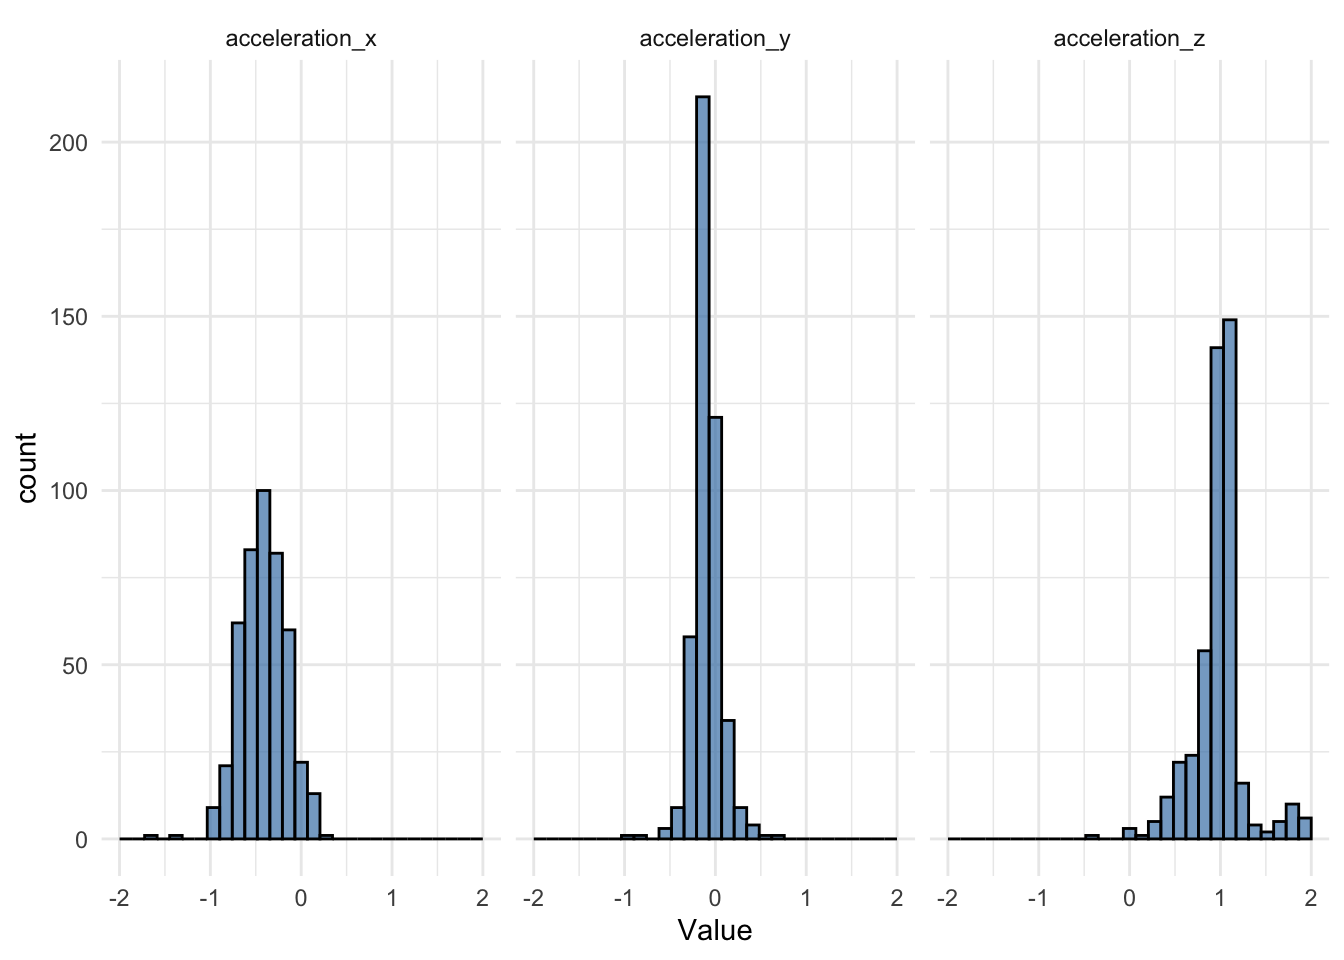 acceleration_x acceleration_y acceleration_z
200
150
100
50
0
count
-2 -1 0 1 2 -2 -1 0 1 2 -2 -1 0 1 2
Value